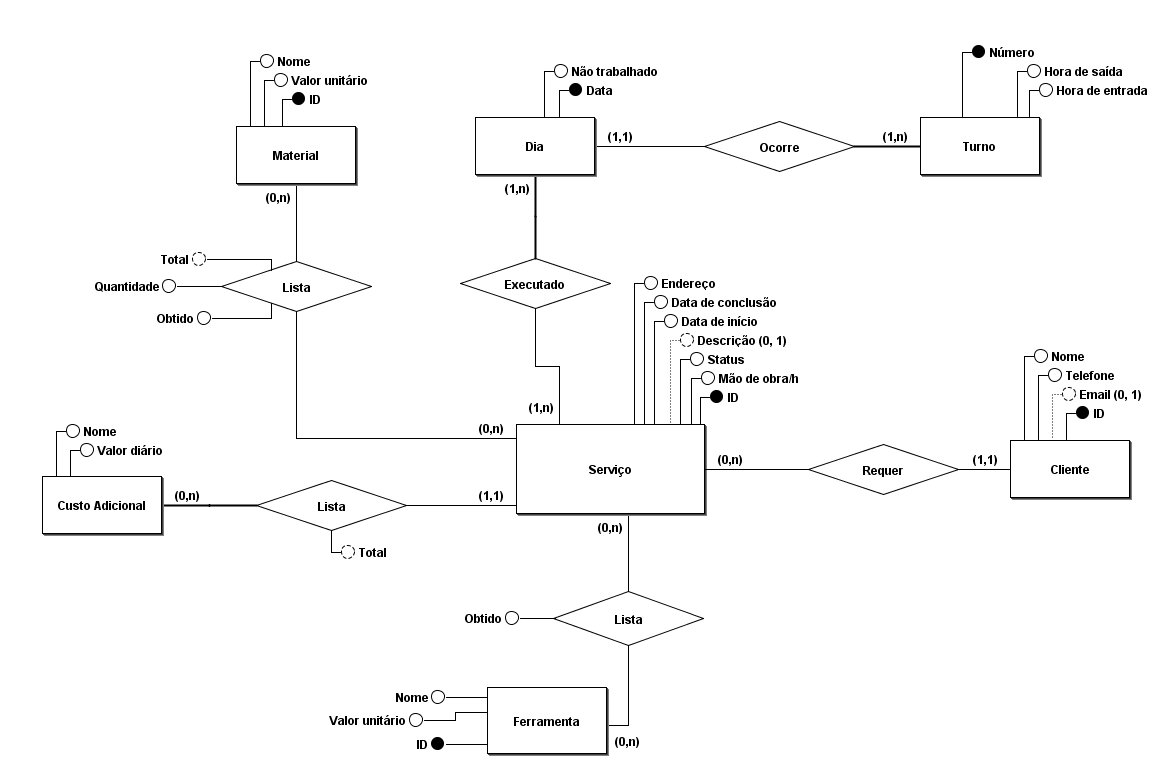 Nome
Valor unitário
ID
Material
(0,n)
Total
Quantidade
Obtido
Lista
(0,n)
Não trabalhado
Data
Dia
(1,1)
(1,n)
Ocorre
(1,n)
Número
Hora de saída
Hora de entrada
Turno
Executado
(1,n)
Endereço
Data de conclusão
Data de início
Descrição (0, 1)
Status
Mão de obra/h
ID
Serviço
(0,n)
Requer
(1,1)
Nome
Telefone
Email (0, 1)
ID
Cliente
Nome
Valor diário
Custo Adicional
(0,n)
Lista
(1,1)
Total
(0,n)
Obtido
Lista
Nome
Valor unitário
ID
Ferramenta
(0,n)